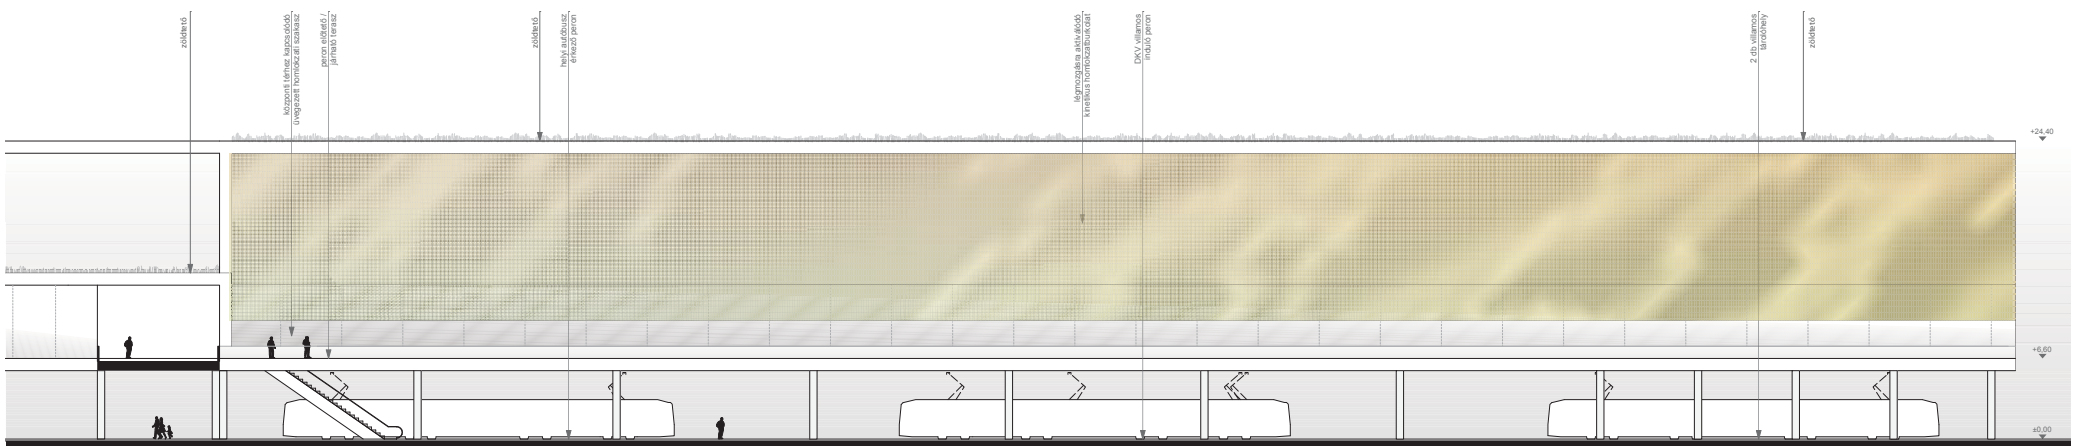 zöldtető
központi térhez kapcsolódó
üvegezett homlokzati szakasz
peron előtető /
járható terasz
zöldtető
helyi autóbusz
érkező peron
légmozgásra aktiválódó
kinetikus homlokzatburkolat
DKV villamos
induló peron
2 db villamos
tárolóhely
zöldtető
+24,40
+6,60
±0,00